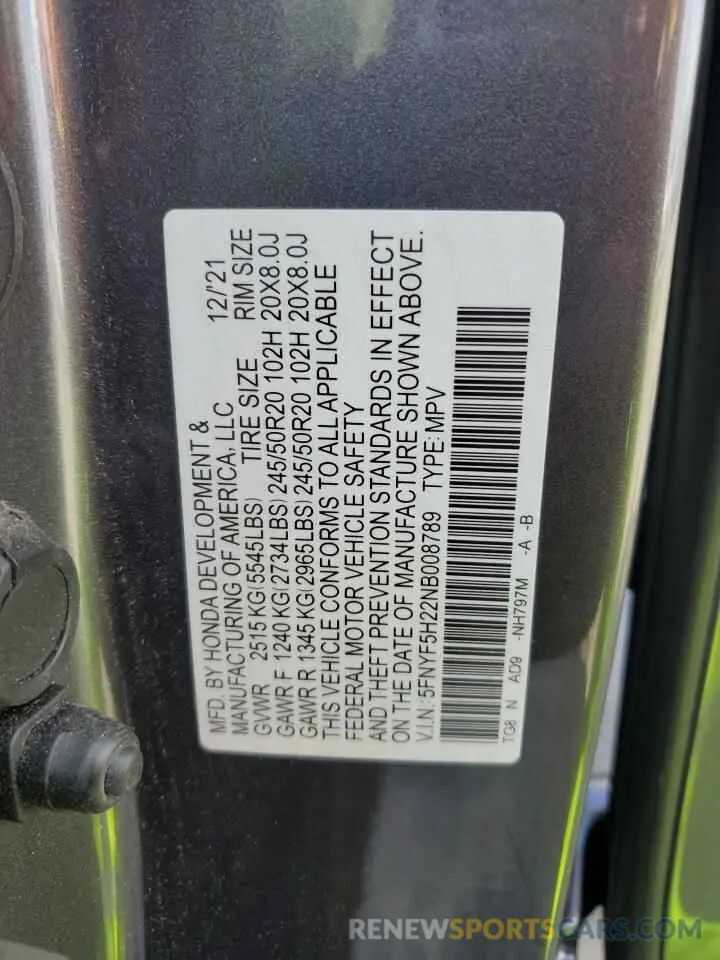 MFD. BY HONDA DEVELOPMENT & 12/'21
MANUFACTURING OF AMERICA, LLC
GVWR 2515 KG(5545LBS) TIRE SIZE RIM SIZE
GAWR F 1240 KG(2734LBS) 245/50R20 102H 20X8.0J
GAWR R 1345 KG(2965LBS) 245/50R20 102H 20X8.0J
THIS VEHICLE CONFORMS TO ALL APPLICABLE
FEDERAL MOTOR VEHICLE SAFETY
AND THEFT PREVENTION STANDARDS IN EFFECT
ON THE DATE OF MANUFACTURE SHOWN ABOVE.
V.I.N.: 5FNYF5H22NB008789 TYPE: MPV
TG8 N AD9 -NH797M -A -B
RENEWSPORTSCARS.COM